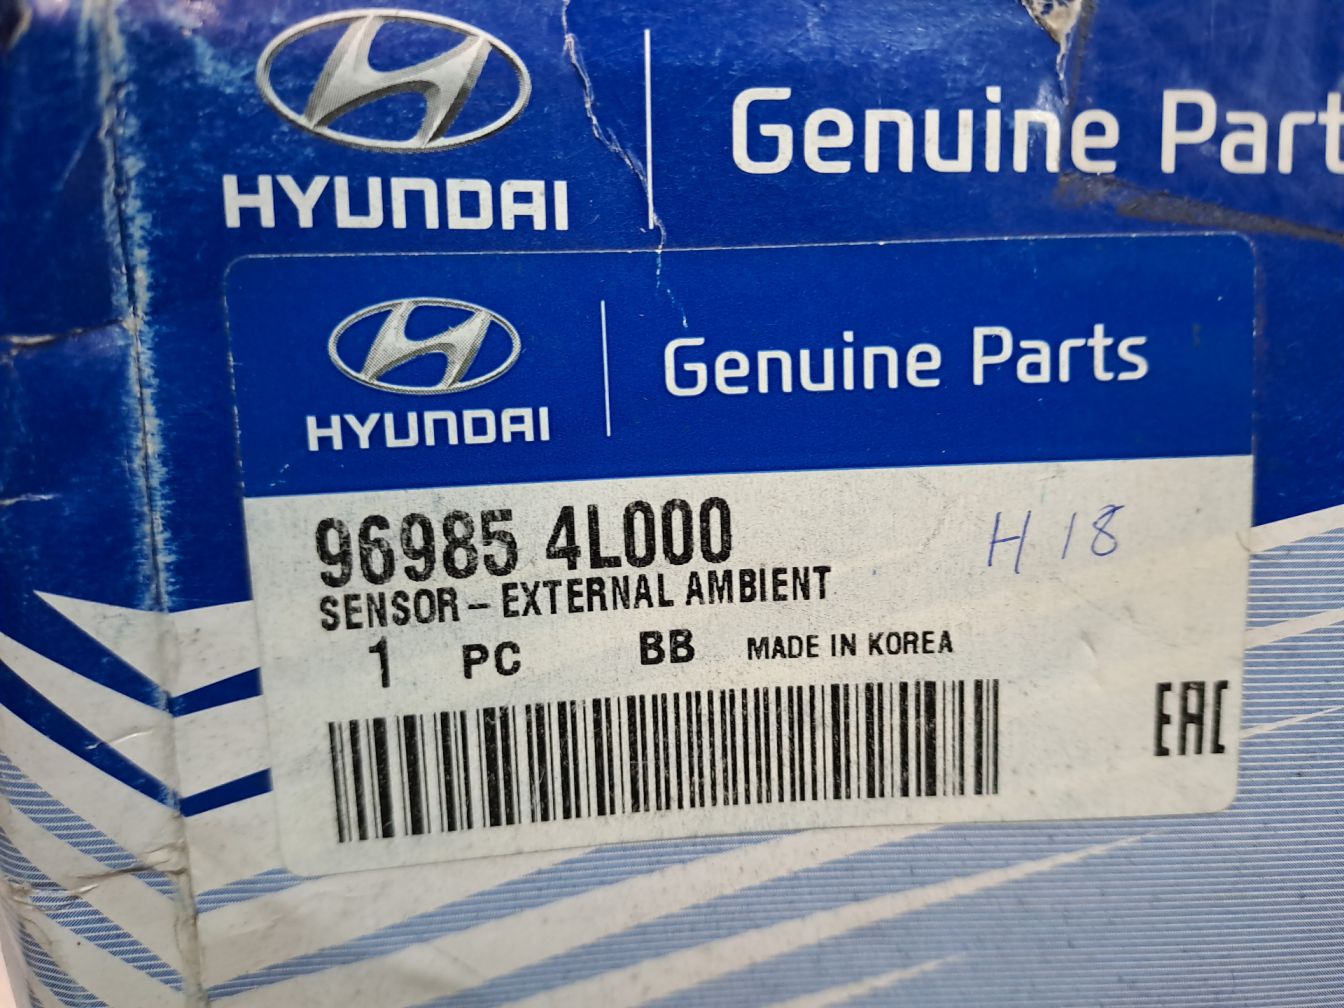 HYUNDAI
Genuine Part
HYUNDAI
Genuine Parts
96985 4L000
H 18
SENSOR - EXTERNAL AMBIENT
1 PC BB MADE IN KOREA
EAC